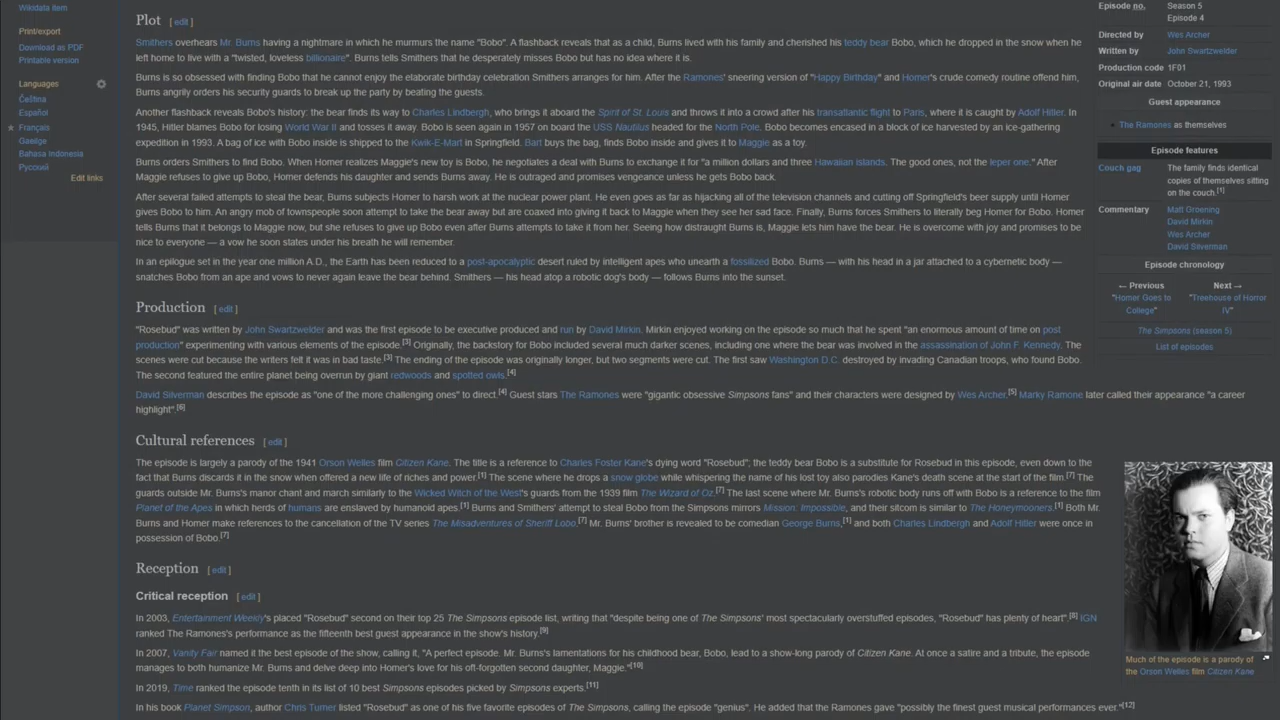 Wikidata item
Print/export
Download as PDF
Printable version
Languages
Čeština
Español
Français
Gaeilge
Bahasa Indonesia
Русский
Edit links
Plot [ edit ]
Smithers overhears Mr. Burns having a nightmare in which he murmurs the name "Bobo". A flashback reveals that as a child, Burns lived with his family and cherished his teddy bear Bobo, which he dropped in the snow when he
left home to live with a "twisted, loveless billionaire". Burns tells Smithers that he desperately misses Bobo but has no idea where it is.
Burns is so obsessed with finding Bobo that he cannot enjoy the elaborate birthday celebration Smithers arranges for him. After the Ramones' sneering version of "Happy Birthday" and Homer's crude comedy routine offend him,
Burns angrily orders his security guards to break up the party by beating the guests.
Another flashback reveals Bobo's history: the bear finds its way to Charles Lindbergh, who brings it aboard the Spirit of St. Louis and throws it into a crowd after his transatlantic flight to Paris, where it is caught by Adolf Hitler. In
1945, Hitler blames Bobo for losing World War II and tosses it away. Bobo is seen again in 1957 on board the USS Nautilus headed for the North Pole. Bobo becomes encased in a block of ice harvested by an ice-gathering
expedition in 1993. A bag of ice with Bobo inside is shipped to the Kwik-E-Mart in Springfield. Bart buys the bag, finds Bobo inside and gives it to Maggie as a toy.
Burns orders Smithers to find Bobo. When Homer realizes Maggie's new toy is Bobo, he negotiates a deal with Burns to exchange it for "a million dollars and three Hawaiian islands. The good ones, not the leper one." After
Maggie refuses to give up Bobo, Homer defends his daughter and sends Burns away. He is outraged and promises vengeance unless he gets Bobo back.
After several failed attempts to steal the bear, Burns subjects Homer to harsh work at the nuclear power plant. He even goes as far as hijacking all of the television channels and cutting off Springfield's beer supply until Homer
gives Bobo to him. An angry mob of townspeople soon attempt to take the bear away but are coaxed into giving it back to Maggie when they see her sad face. Finally, Burns forces Smithers to literally beg Homer for Bobo. Homer
tells Burns that it belongs to Maggie now, but she refuses to give up Bobo even after Burns attempts to take it from her. Seeing how distraught Burns is, Maggie lets him have the bear. He is overcome with joy and promises to be
nice to everyone — a vow he soon states under his breath he will remember.
In an epilogue set in the year one million A.D., the Earth has been reduced to a post-apocalyptic desert ruled by intelligent apes who unearth a fossilized Bobo. Burns — with his head in a jar attached to a cybernetic body —
snatches Bobo from an ape and vows to never again leave the bear behind. Smithers — his head atop a robotic dog's body — follows Burns into the sunset.
Production [ edit ]
"Rosebud" was written by John Swartzwelder and was the first episode to be executive produced and run by David Mirkin. Mirkin enjoyed working on the episode so much that he spent "an enormous amount of time on post
production" experimenting with various elements of the episode.[3] Originally, the backstory for Bobo included several much darker scenes, including one where the bear was involved in the assassination of John F. Kennedy. The
scenes were cut because the writers felt it was in bad taste.[3] The ending of the episode was originally longer, but two segments were cut. The first saw Washington D.C. destroyed by invading Canadian troops, who found Bobo.
The second featured the entire planet being overrun by giant redwoods and spotted owls.[4]
David Silverman describes the episode as "one of the more challenging ones" to direct.[4] Guest stars The Ramones were "gigantic obsessive Simpsons fans" and their characters were designed by Wes Archer.[5] Marky Ramone later called their appearance "a career
highlight".[6]
Cultural references [ edit ]
The episode is largely a parody of the 1941 Orson Welles film Citizen Kane. The title is a reference to Charles Foster Kane's dying word "Rosebud"; the teddy bear Bobo is a substitute for Rosebud in this episode, even down to the
fact that Burns discards it in the snow when offered a new life of riches and power.[1] The scene where he drops a snow globe while whispering the name of his lost toy also parodies Kane's death scene at the start of the film.[7] The
guards outside Mr. Burns's manor chant and march similarly to the Wicked Witch of the West's guards from the 1939 film The Wizard of Oz.[7] The last scene where Mr. Burns's robotic body runs off with Bobo is a reference to the film
Planet of the Apes in which herds of humans are enslaved by humanoid apes.[1] Burns and Smithers' attempt to steal Bobo from the Simpsons mirrors Mission: Impossible, and their sitcom is similar to The Honeymooners.[1] Both Mr.
Burns and Homer make references to the cancellation of the TV series The Misadventures of Sheriff Lobo.[7] Mr. Burns' brother is revealed to be comedian George Burns,[1] and both Charles Lindbergh and Adolf Hitler were once in
possession of Bobo.[7]
Reception [ edit ]
Critical reception [ edit ]
In 2003, Entertainment Weekly's placed "Rosebud" second on their top 25 The Simpsons episode list, writing that "despite being one of The Simpsons' most spectacularly overstuffed episodes, "Rosebud" has plenty of heart".[8] IGN
ranked The Ramones's performance as the fifteenth best guest appearance in the show's history.[9]
In 2007, Vanity Fair named it the best episode of the show, calling it, "A perfect episode. Mr. Burns's lamentations for his childhood bear, Bobo, lead to a show-long parody of Citizen Kane. At once a satire and a tribute, the episode
manages to both humanize Mr. Burns and delve deep into Homer's love for his oft-forgotten second daughter, Maggie."[10]
In 2019, Time ranked the episode tenth in its list of 10 best Simpsons episodes picked by Simpsons experts.[11]
In his book Planet Simpson, author Chris Turner listed "Rosebud" as one of his five favorite episodes of The Simpsons, calling the episode "genius". He added that the Ramones gave "possibly the finest guest musical performances ever."[12]
Episode no. Season 5
Episode 4
Directed by Wes Archer
Written by John Swartzwelder
Production code 1F01
Original air date October 21, 1993
Guest appearance
• The Ramones as themselves
Episode features
Couch gag The family finds identical
copies of themselves sitting
on the couch.[1]
Commentary Matt Groening
David Mirkin
Wes Archer
David Silverman
Episode chronology
← Previous Next →
"Homer Goes to "Treehouse of Horror
College" IV"
The Simpsons (season 5)
List of episodes
Much of the episode is a parody of
the Orson Welles film Citizen Kane